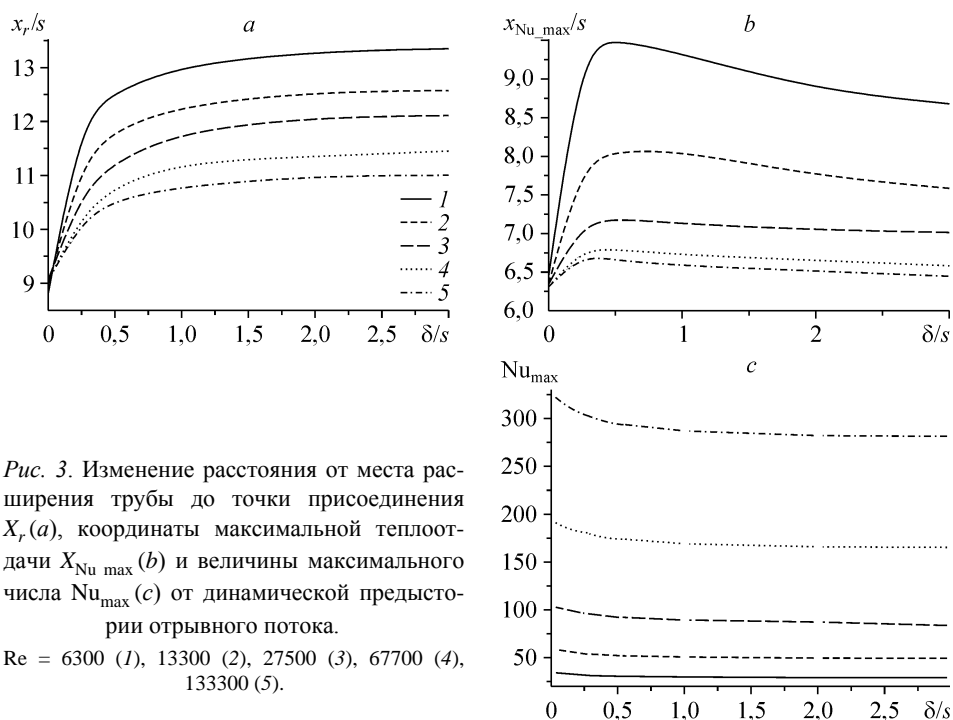 x_r/s
a
13
12
11
10
9
0 0,5 1,0 1,5 2,0 2,5 δ/s
1
2
3
4
5
x_Nu_max/s
b
9,0
8,5
8,0
7,5
7,0
6,5
6,0
0 1 2 δ/s
Nu_max
c
300
250
200
150
100
50
0 0,5 1,0 1,5 2,0 2,5 δ/s
Рис. 3. Изменение расстояния от места рас-
ширения трубы до точки присоединения
X_r (a), координаты максимальной теплоот-
дачи X_Nu max (b) и величины максимального
числа Nu_max (c) от динамической предысто-
рии отрывного потока.
Re = 6300 (1), 13300 (2), 27500 (3), 67700 (4),
133300 (5).